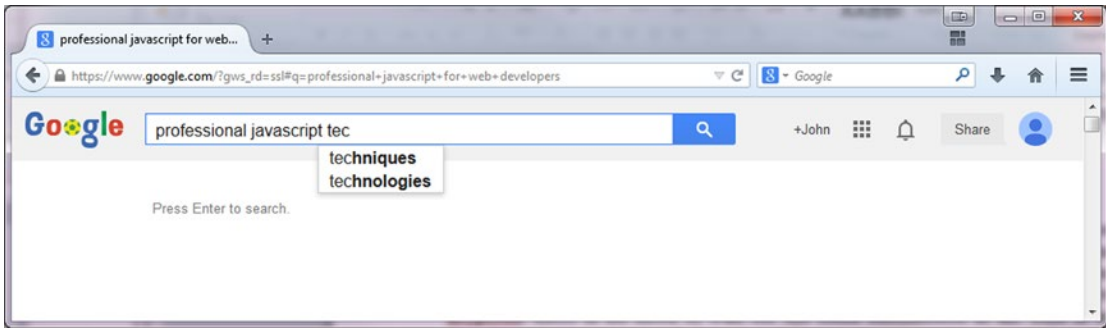 professional javascript for web...
https://www.google.com/?gws_rd=ssl#q=professional+javascript+for+web+developers
Google
Google
professional javascript tec
+John
Share
techniques
technologies
Press Enter to search.